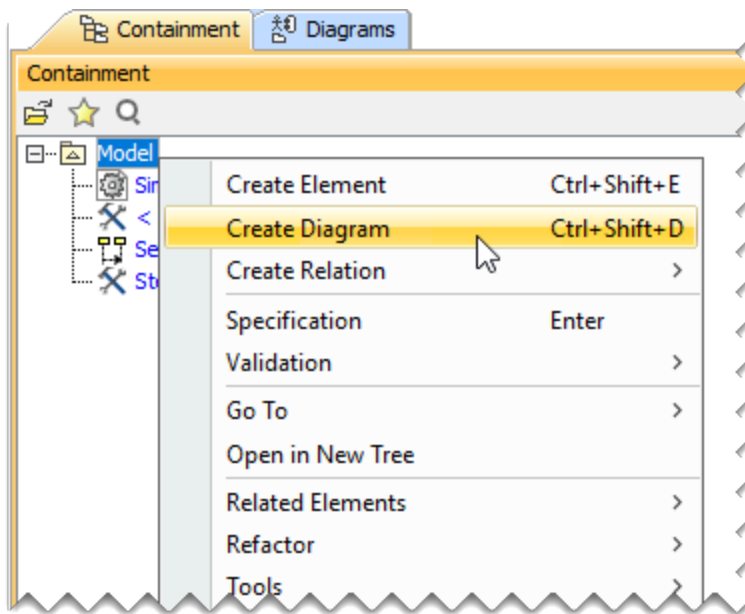 Containment Diagrams
Containment
Model
Create Element Ctrl+Shift+E
Create Diagram Ctrl+Shift+D
Create Relation
Specification Enter
Validation
Go To
Open in New Tree
Related Elements
Refactor
Tools